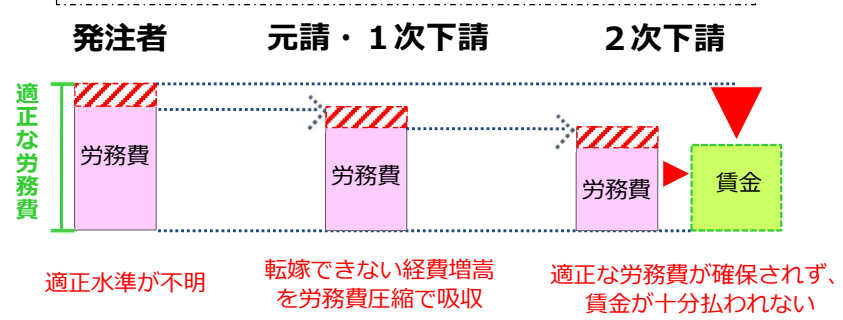 発注者
元請・１次下請
２次下請
適正な労務費
労務費
労務費
労務費
賃金
適正水準が不明
転嫁できない経費増嵩
を労務費圧縮で吸収
適正な労務費が確保されず、
賃金が十分払われない